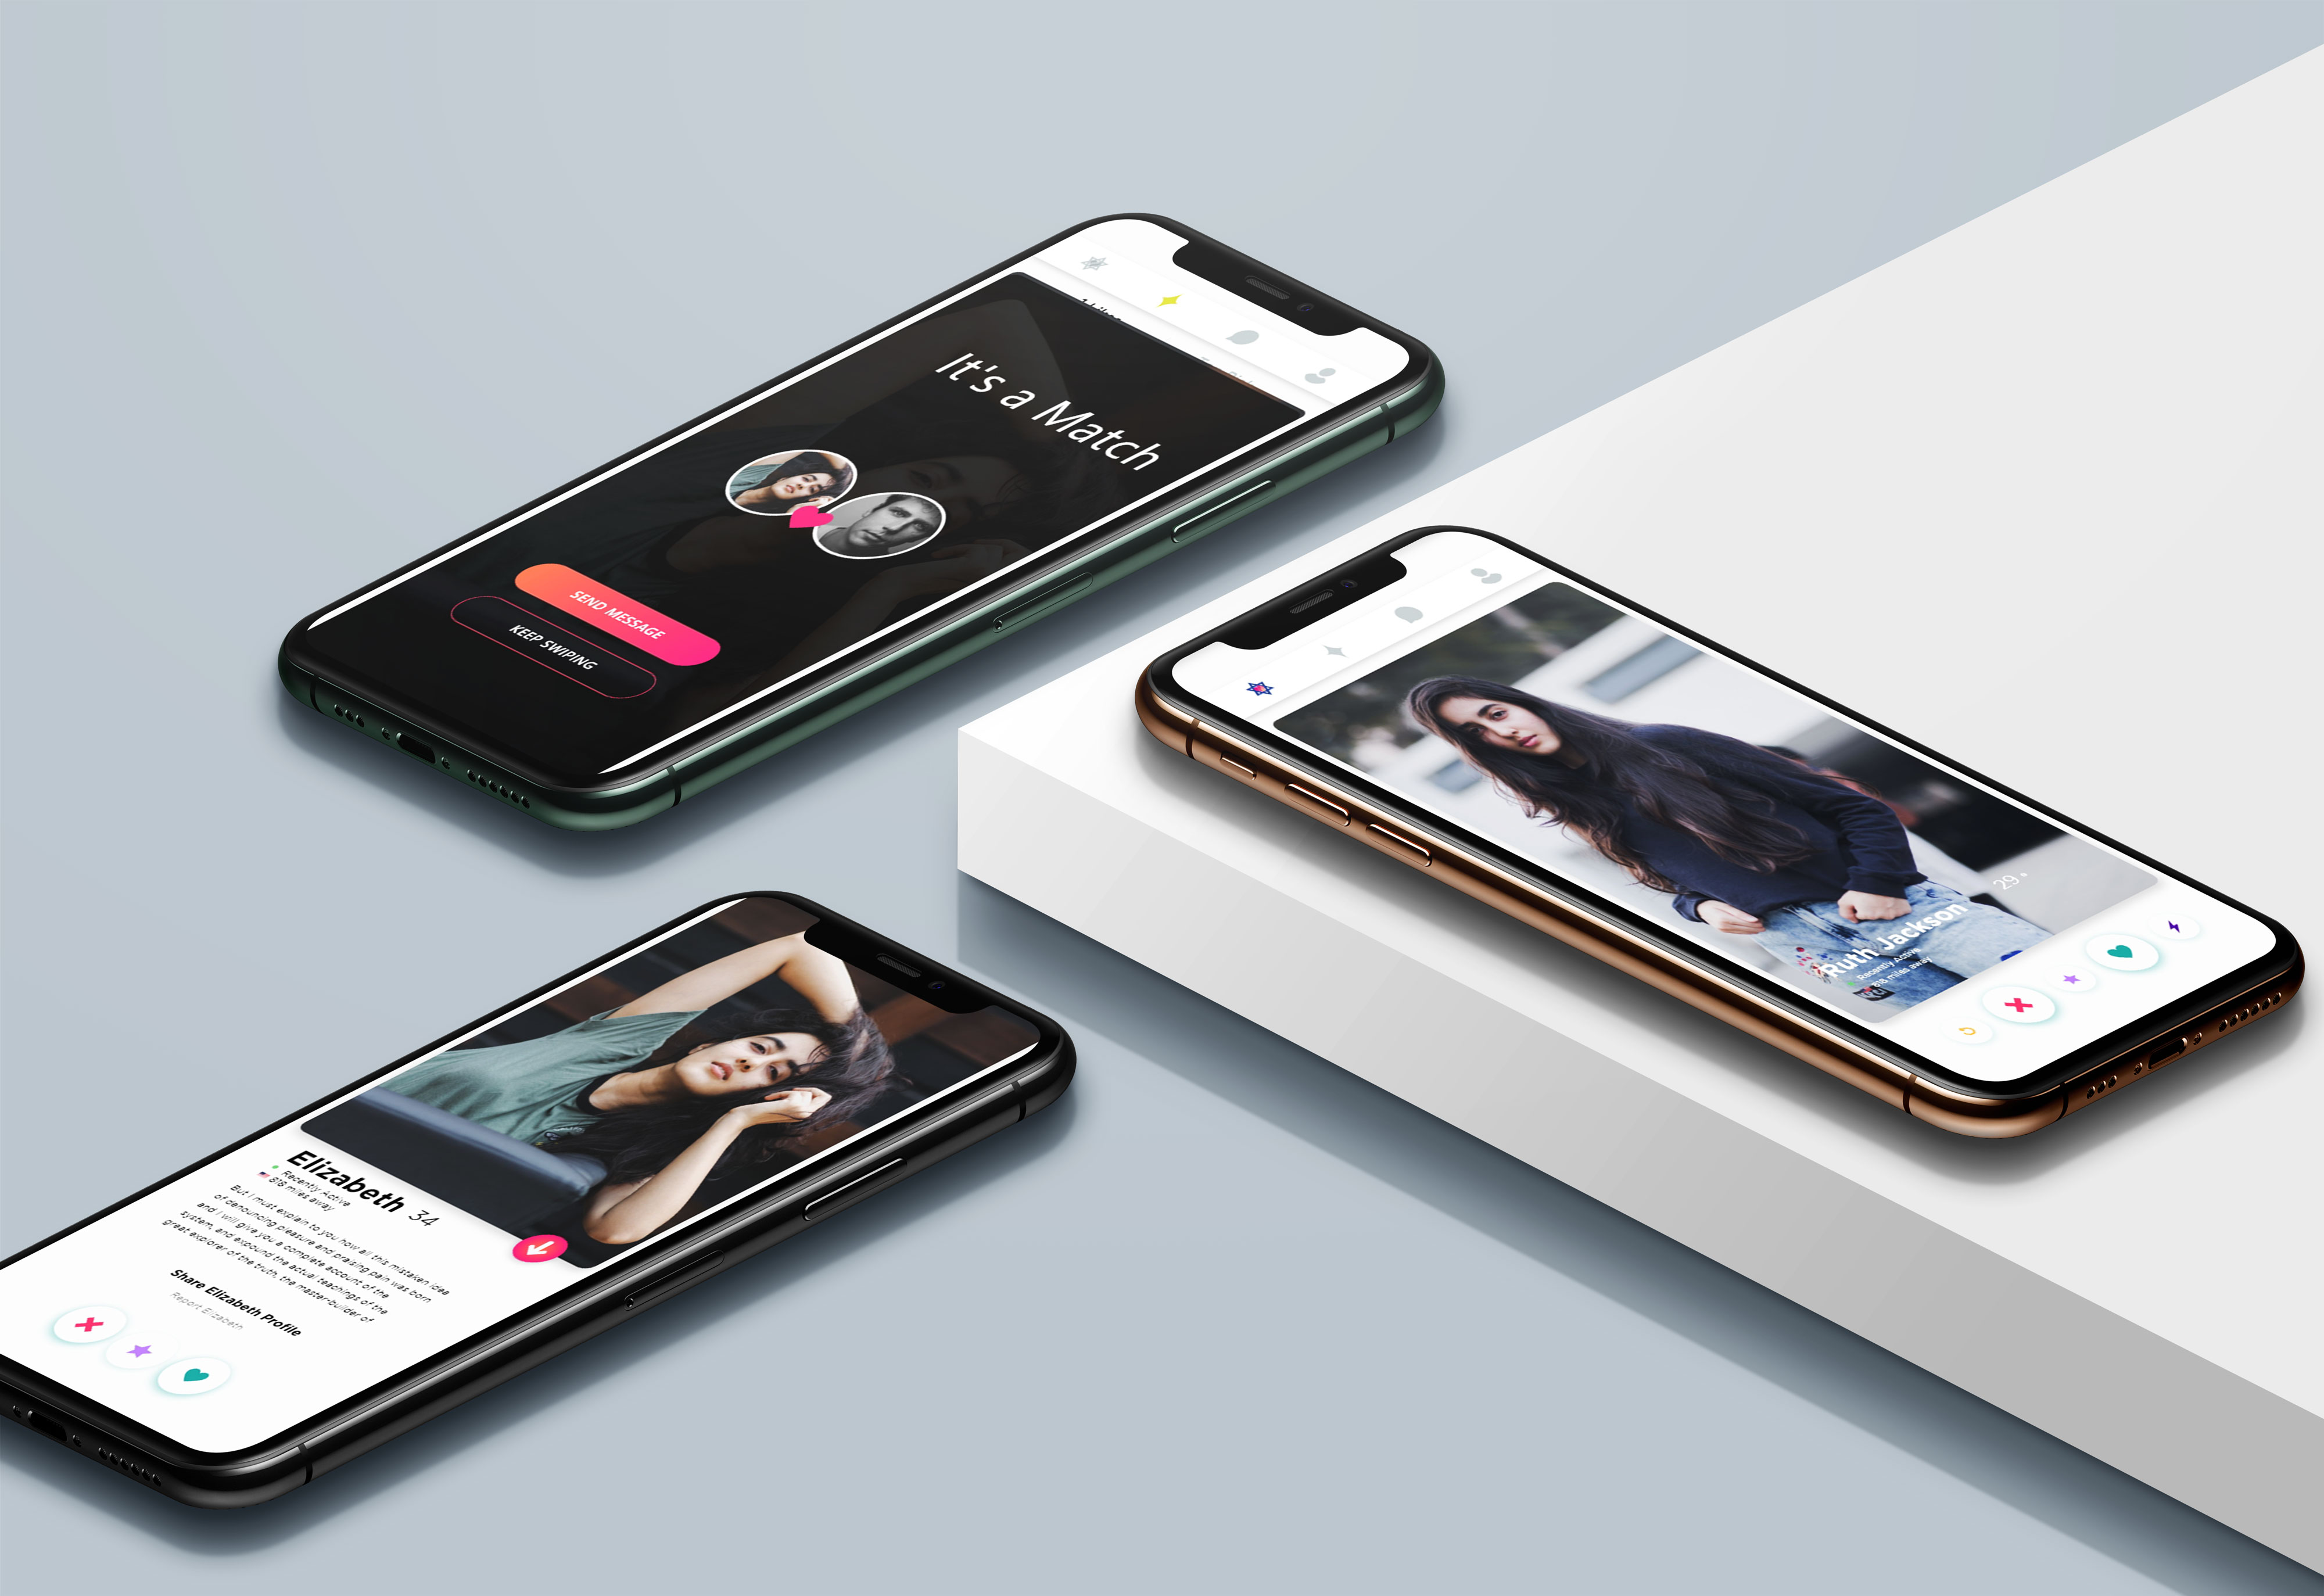 It's a Match
SEND MESSAGE
KEEP SWIPING
Ruth Jackson
29
Recently Active
818 miles away
Elizabeth 34
Recently Active
818 miles away
But I must explain to you how all this mistaken idea
of denouncing pleasure and praising pain was born
and I will give you a complete account of the
system, and expound the actual teachings of the
great explorer of the truth, the master-builder of
Share Elizabeth Profile
Report Elizabeth